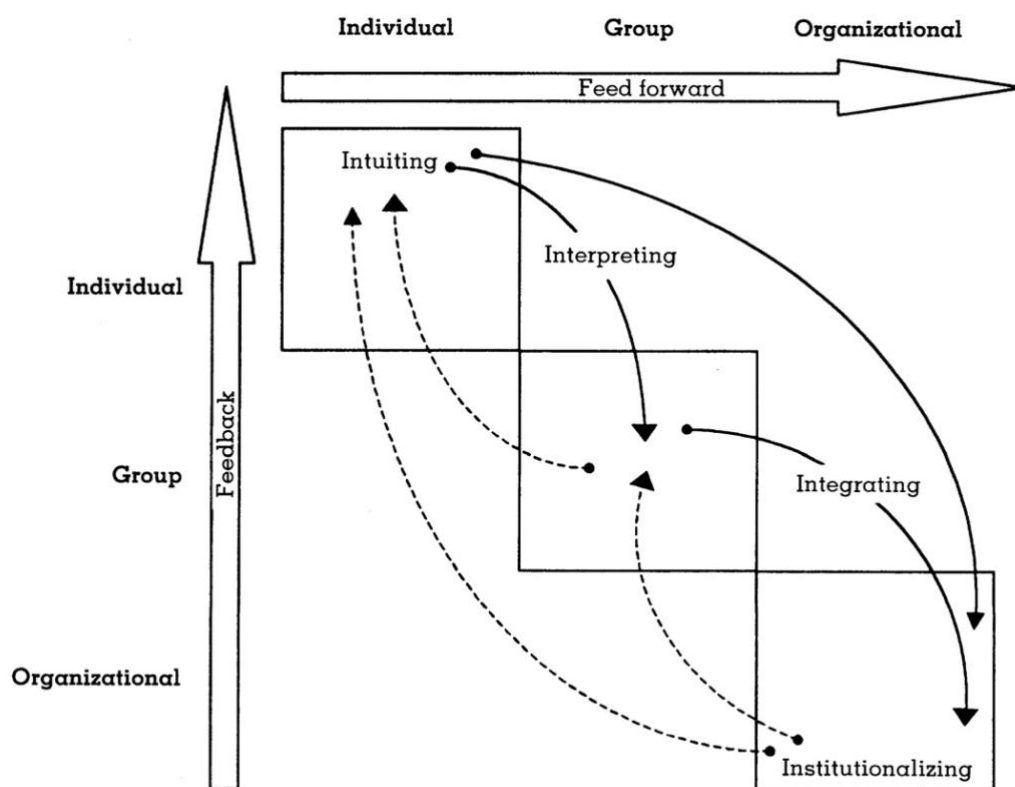 Individual
Group
Organizational
Feed forward
Intuiting
Interpreting
Individual
Feedback
Group
Integrating
Organizational
Institutionalizing